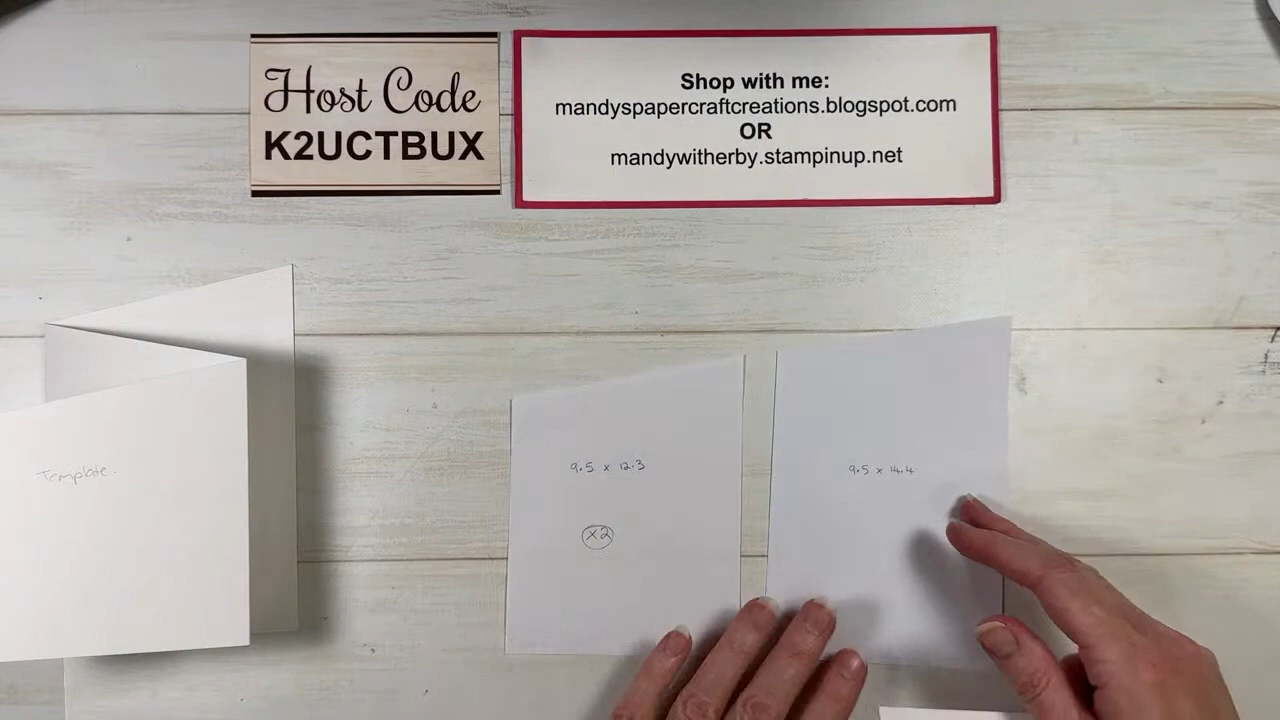 Host Code
K2UCTBUX
Shop with me:
mandyspapercraftcreations.blogspot.com
OR
mandywitherby.stampinup.net
Template.
9.5 x 12.3
x2
9.5 x 14.4